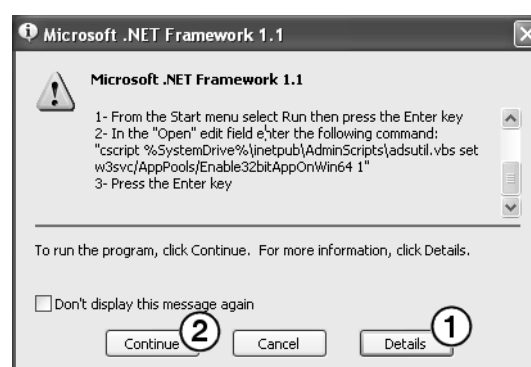 Microsoft .NET Framework 1.1
Microsoft .NET Framework 1.1
1- From the Start menu select Run then press the Enter key
2- In the "Open" edit field enter the following command:
"cscript %SystemDrive%\inetpub\AdminScripts\adsutil.vbs set
w3svc/AppPools/Enable32bitAppOnWin64 1"
3- Press the Enter key
To run the program, click Continue. For more information, click Details.
Don't display this message again
Continue 2 Cancel Details 1